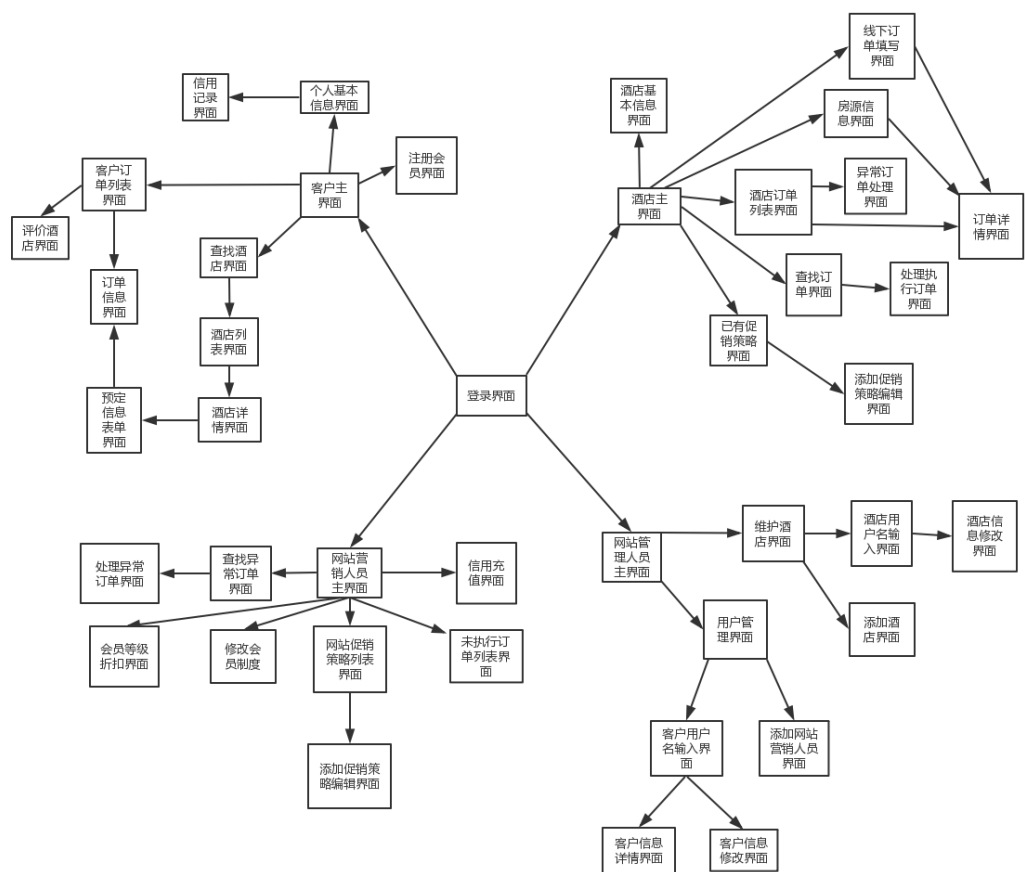 信用
记录
界面
个人基本
信息界面
注册会
员界面
客户订
单列表
界面
客户主
界面
评价酒
店界面
查找酒
店界面
订单
信息
界面
酒店列
表界面
预定
信息
表单
界面
酒店详
情界面
线下订
单填写
界面
酒店基
本信息
界面
房源信
息界面
异常订
单处理
界面
酒店主
界面
酒店订单
列表界面
订单详
情界面
查找订
单界面
处理执
行订单
界面
已有促
销策略
界面
添加促销
策略编辑
界面
登录界面
处理异常
订单界面
查找异
常订单
界面
网站营
销人员
主界面
信用充
值界面
会员等级
折扣界面
修改会
员制度
网站促销
策略列表
界面
未执行订
单列表界
面
添加促销策
略编辑界面
网站管
理人员
主界面
维护酒
店界面
酒店用
户名输
入界面
酒店信
息修改
界面
用户管
理界面
添加酒
店界面
客户用户
名输入界
面
添加网站
营销人员
界面
客户信息
详情界面
客户信息
修改界面